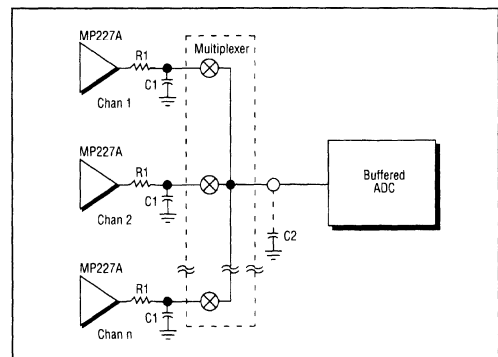 MP227A
R1
C1
Chan 1
Multiplexer
MP227A
R1
C1
Chan 2
Buffered
ADC
C2
MP227A
R1
C1
Chan n